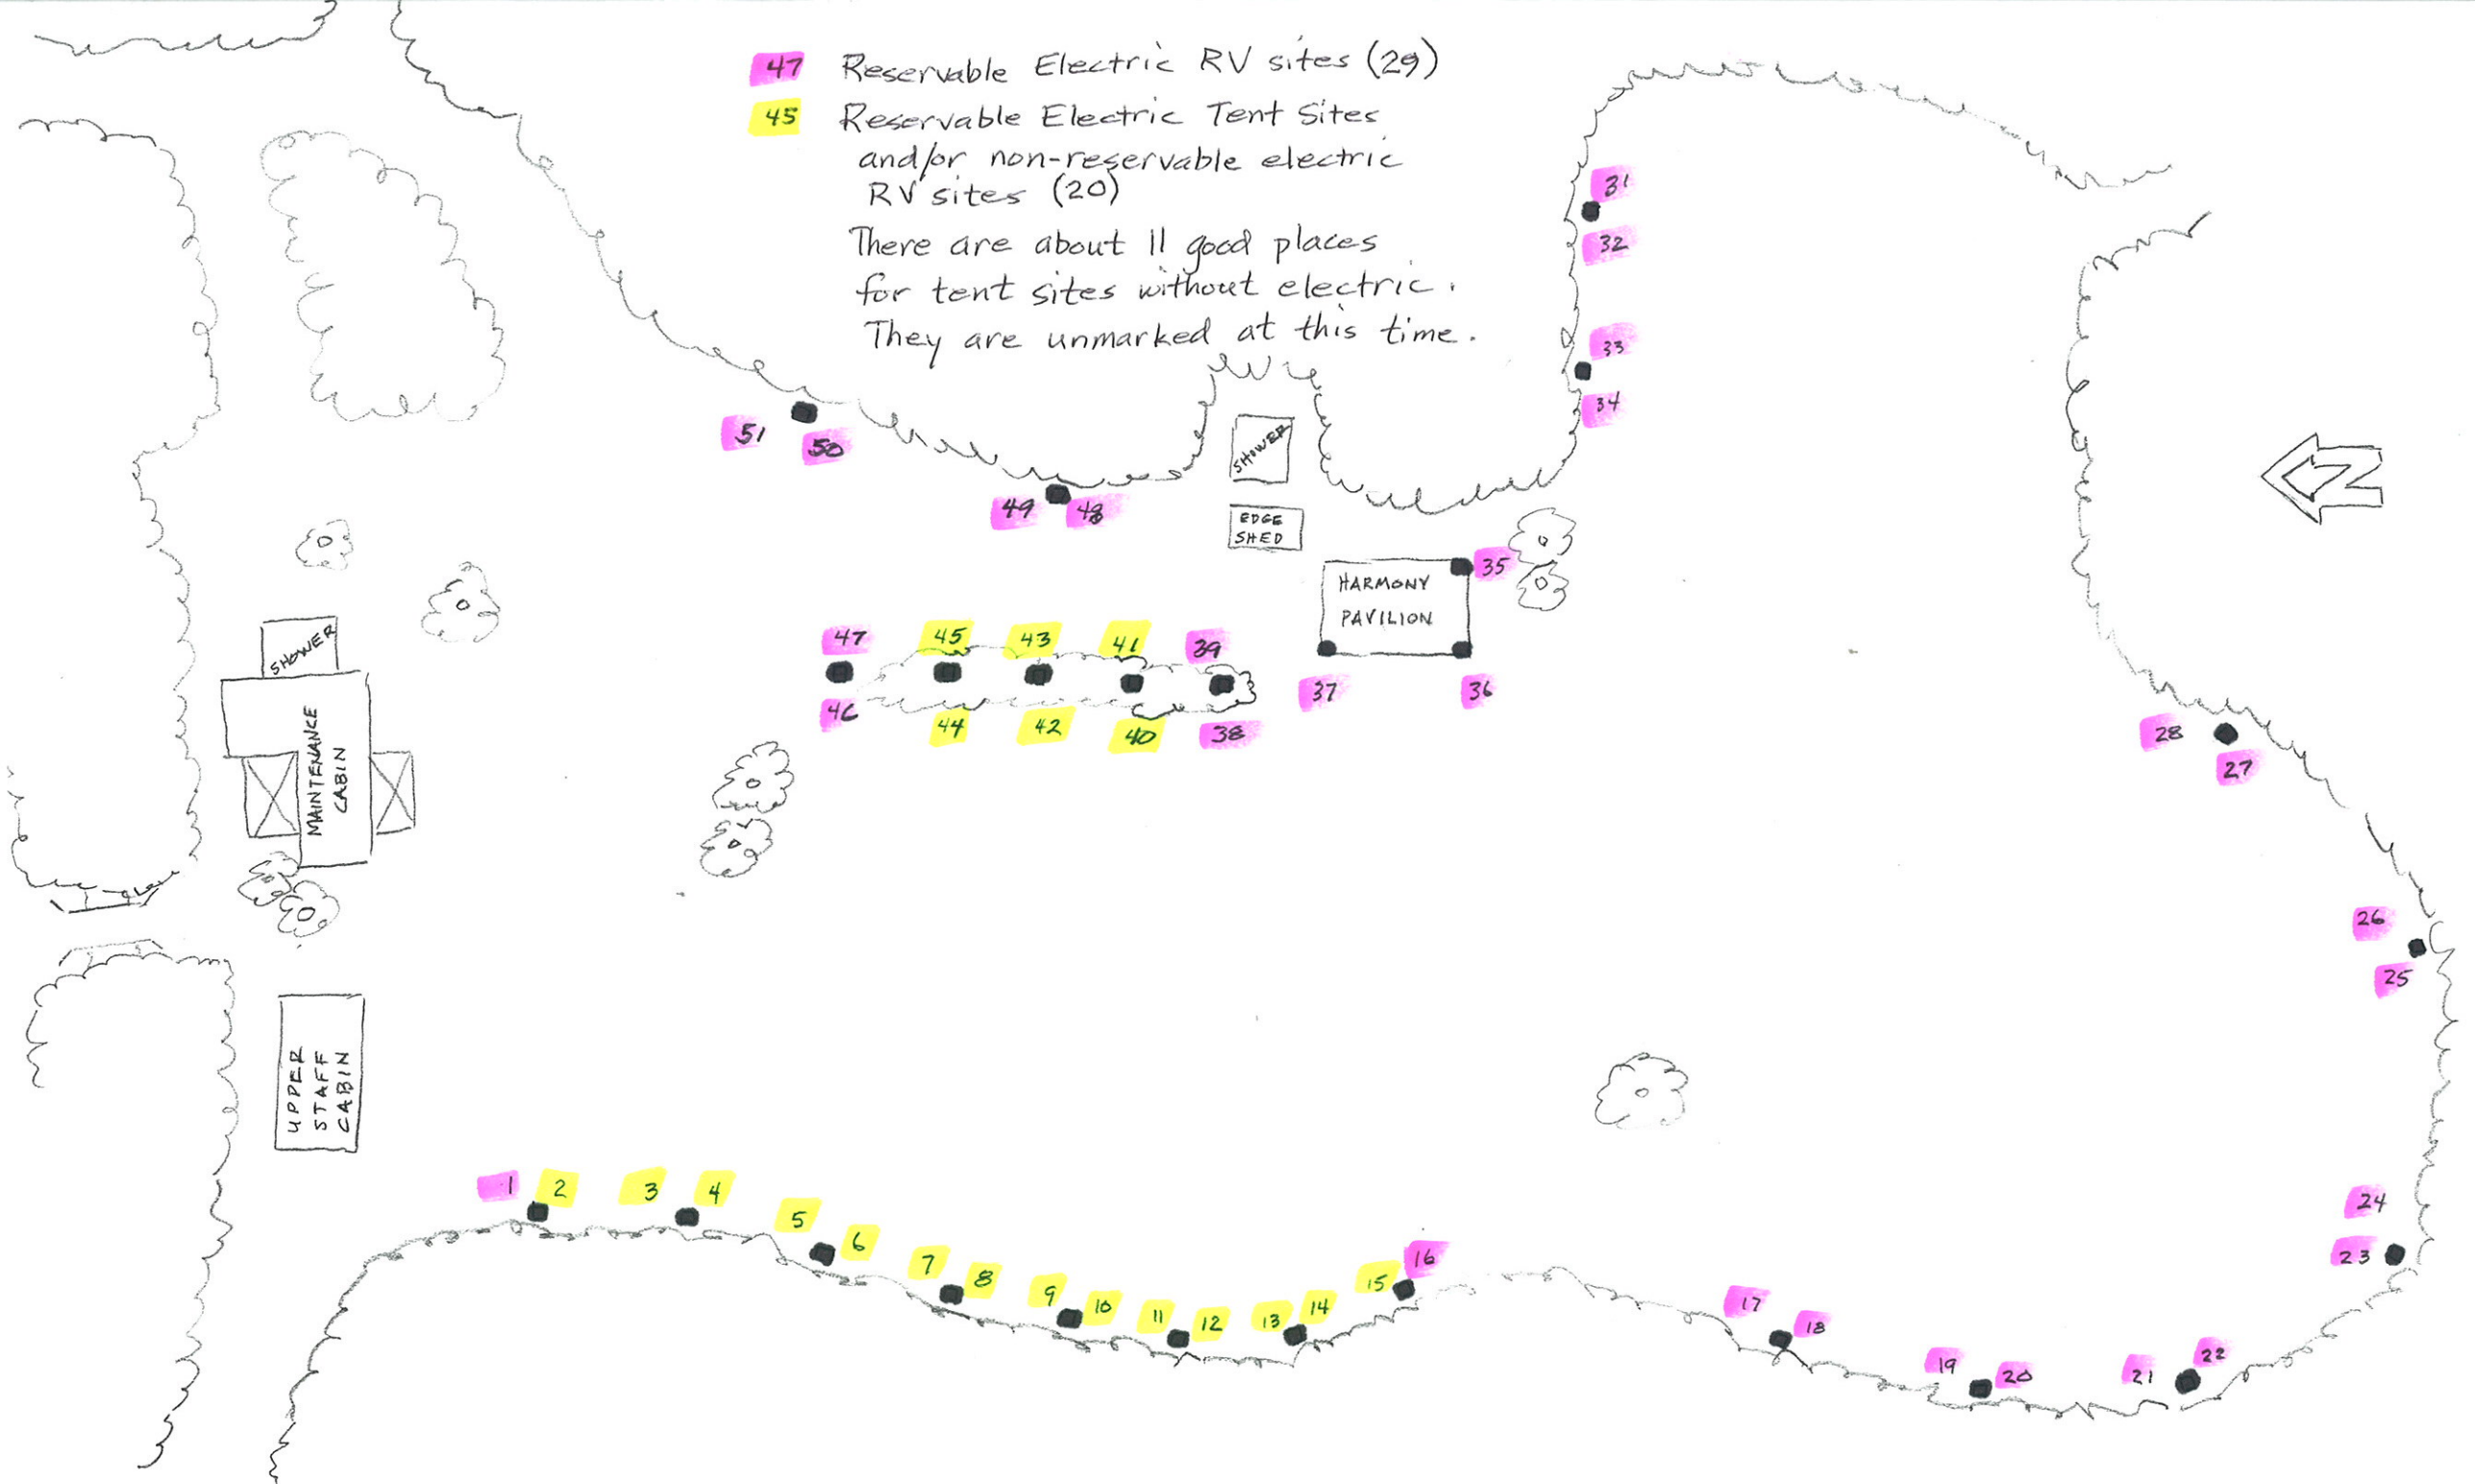 47 Reservable Electric RV sites (29)
45 Reservable Electric Tent Sites
and/or non-reservable electric
RV sites (20)
There are about 11 good places
for tent sites without electric.
They are unmarked at this time.
31
32
33
34
51
50
49
48
SHOWER
EDGE
SHED
HARMONY
PAVILION
35
36
37
N
47
45
43
41
39
46
44
42
40
38
SHOWER
MAINTENANCE
CABIN
28
27
26
25
UPPER
STAFF
CABIN
24
23
1
2
3
4
5
6
7
8
9
10
11
12
13
14
15
16
17
18
19
20
21
22